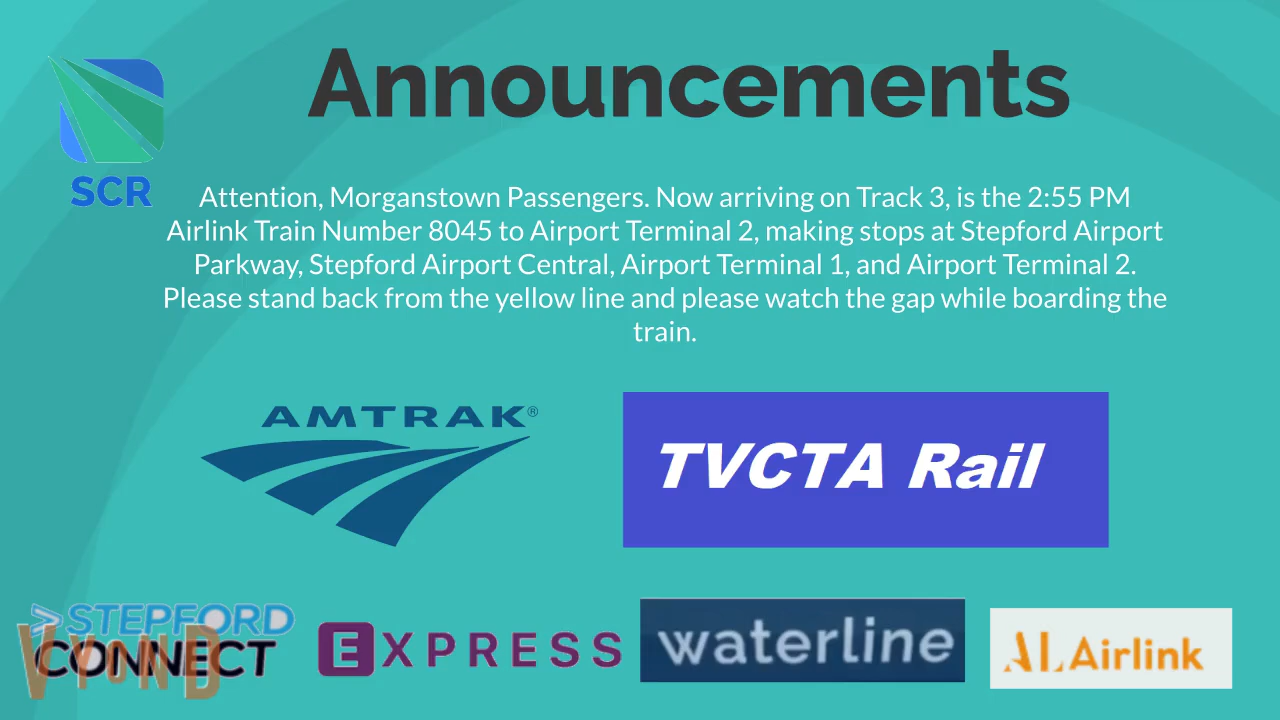 Announcements
SCR
Attention, Morganstown Passengers. Now arriving on Track 3, is the 2:55 PM
Airlink Train Number 8045 to Airport Terminal 2, making stops at Stepford Airport
Parkway, Stepford Airport Central, Airport Terminal 1, and Airport Terminal 2.
Please stand back from the yellow line and please watch the gap while boarding the
train.
AMTRAK®
TVCTA Rail
STEPFORD
CONNECT
VYOND
EXPRESS
waterline
AL Airlink